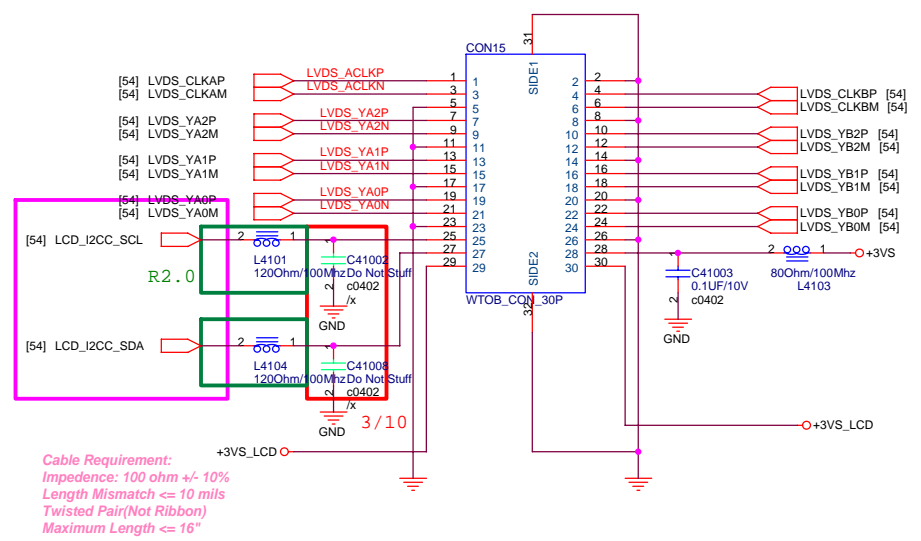 CON15
31
SIDE1
[54] LVDS_CLKAP LVDS_ACLKP 1 1
[54] LVDS_CLKAM LVDS_ACLKN 3 3
5 5
[54] LVDS_YA2P LVDS_YA2P 7 7
[54] LVDS_YA2M LVDS_YA2N 9 9
11 11
[54] LVDS_YA1P LVDS_YA1P 13 13
[54] LVDS_YA1M LVDS_YA1N 15 15
17 17
[54] LVDS_YA0P LVDS_YA0P 19 19
[54] LVDS_YA0M LVDS_YA0N 21 21
23 23
[54] LCD_I2CC_SCL 2 1 25 25
27 27
29 29
2 2
4 4 LVDS_CLKBP [54]
6 6 LVDS_CLKBM [54]
8 8
10 10 LVDS_YB2P [54]
12 12 LVDS_YB2M [54]
14 14
16 16 LVDS_YB1P [54]
18 18 LVDS_YB1M [54]
20 20
22 22 LVDS_YB0P [54]
24 24 LVDS_YB0M [54]
26 26
28 28
30 30
SIDE2
32
WTOB_CON_30P
L4101
120Ohm/100Mhz
R2.0
1
C41002
Do Not Stuff
c0402
2
/x
GND
[54] LCD_I2CC_SDA 2 1
L4104
120Ohm/100Mhz
1
C41008
Do Not Stuff
c0402
2
/x
GND
3/10
1
C41003
0.1UF/10V
c0402
2
GND
2 1
+3VS
80Ohm/100Mhz
L4103
+3VS_LCD
+3VS_LCD
Cable Requirement:
Impedence: 100 ohm +/- 10%
Length Mismatch <= 10 mils
Twisted Pair(Not Ribbon)
Maximum Length <= 16"